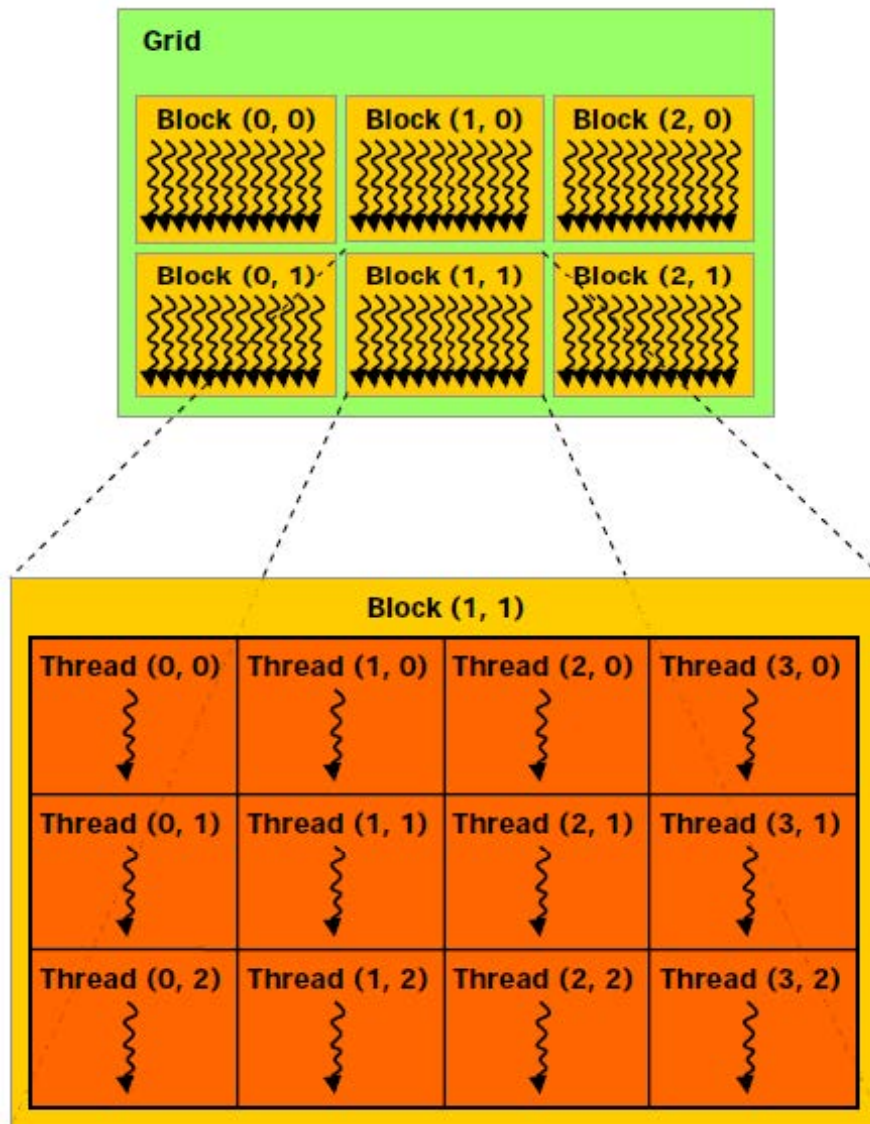 Grid
Block (0, 0) Block (1, 0) Block (2, 0)
Block (0, 1) Block (1, 1) Block (2, 1)
Block (1, 1)
Thread (0, 0) Thread (1, 0) Thread (2, 0) Thread (3, 0)
Thread (0, 1) Thread (1, 1) Thread (2, 1) Thread (3, 1)
Thread (0, 2) Thread (1, 2) Thread (2, 2) Thread (3, 2)